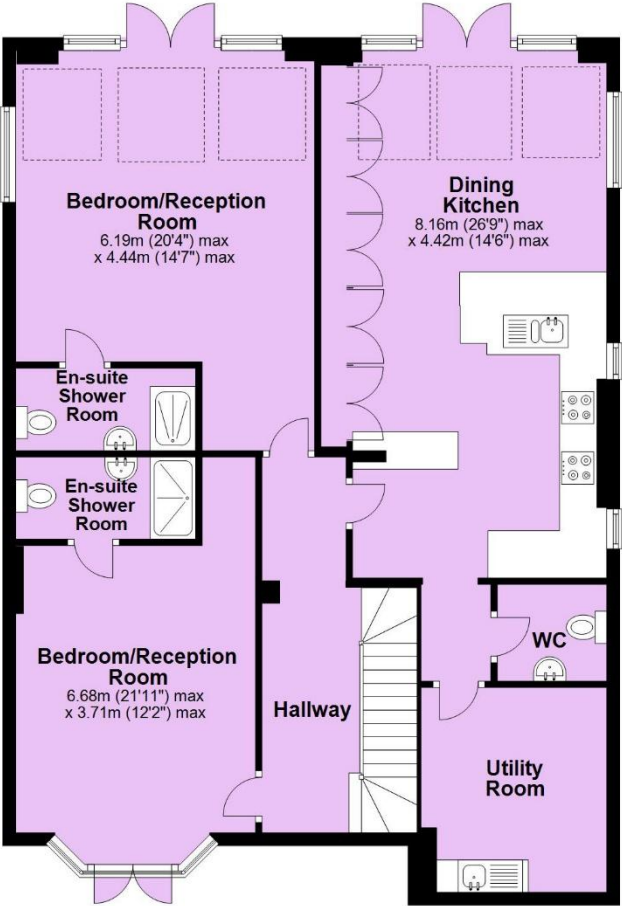 Bedroom/Reception
Room
6.19m (20'4") max
x 4.44m (14'7") max
Dining
Kitchen
8.16m (26'9") max
x 4.42m (14'6") max
En-suite
Shower
Room
En-suite
Shower
Room
Bedroom/Reception
Room
6.68m (21'11") max
x 3.71m (12'2") max
Hallway
WC
Utility
Room